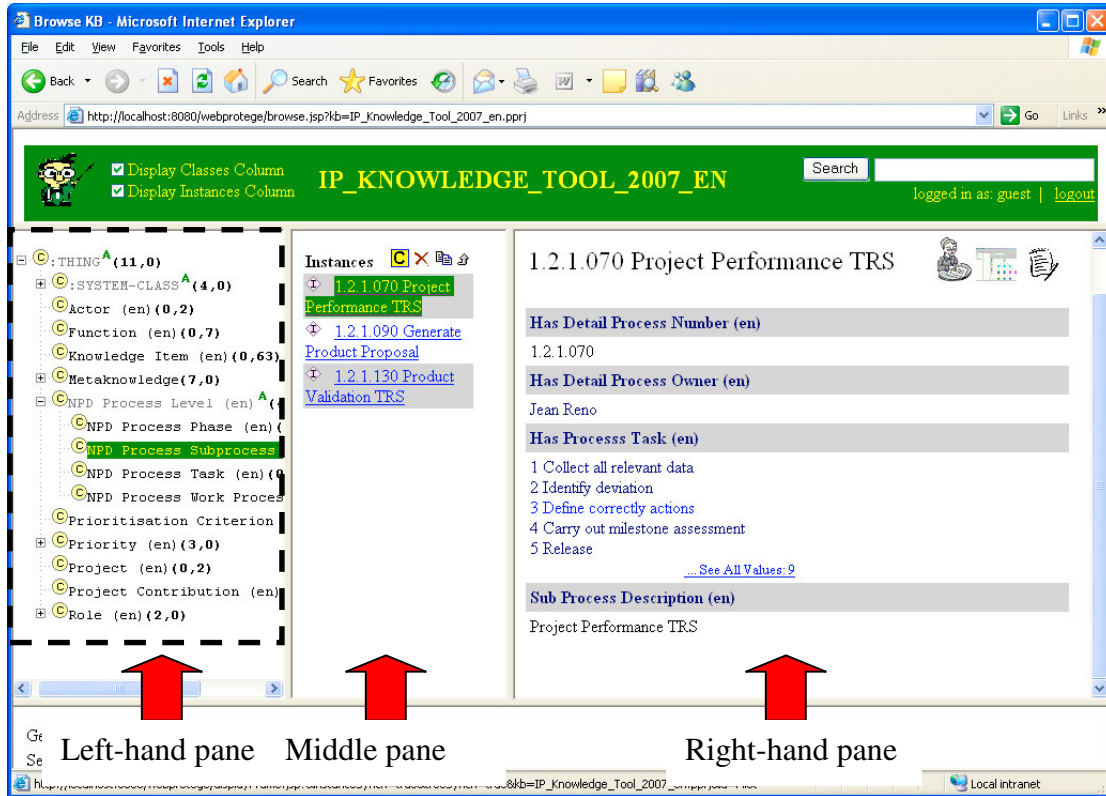 Browse KB - Microsoft Internet Explorer
File Edit View Favorites Tools Help
Back Search Favorites
Address http://localhost:8080/webprotege/browse.jsp?kb=IP_Knowledge_Tool_2007_en.pprj Go Links »
Display Classes Column
Display Instances Column
IP_KNOWLEDGE_TOOL_2007_EN
Search
logged in as: guest | logout
C :THING A (11,0)
C :SYSTEM-CLASS A (4,0)
C Actor (en) (0,2)
C Function (en) (0,7)
C Knowledge Item (en) (0,63)
C Metaknowledge (7,0)
C NPD Process Level (en) A (
C NPD Process Phase (en) (
C NPD Process Subprocess
C NPD Process Task (en) (
C NPD Process Work Proces
C Prioritisation Criterion
C Priority (en) (3,0)
C Project (en) (0,2)
C Project Contribution (en)
C Role (en) (2,0)
Instances C
1.2.1.070 Project
Performance TRS
1.2.1.090 Generate
Product Proposal
1.2.1.130 Product
Validation TRS
1.2.1.070 Project Performance TRS
Has Detail Process Number (en)
1.2.1.070
Has Detail Process Owner (en)
Jean Reno
Has Processs Task (en)
1 Collect all relevant data
2 Identify deviation
3 Define correctly actions
4 Carry out milestone assessment
5 Release
... See All Values: 9
Sub Process Description (en)
Project Performance TRS
Left-hand pane Middle pane Right-hand pane
Ge
Se
&kb=IP_Knowledge_Tool_2007_ Local intranet